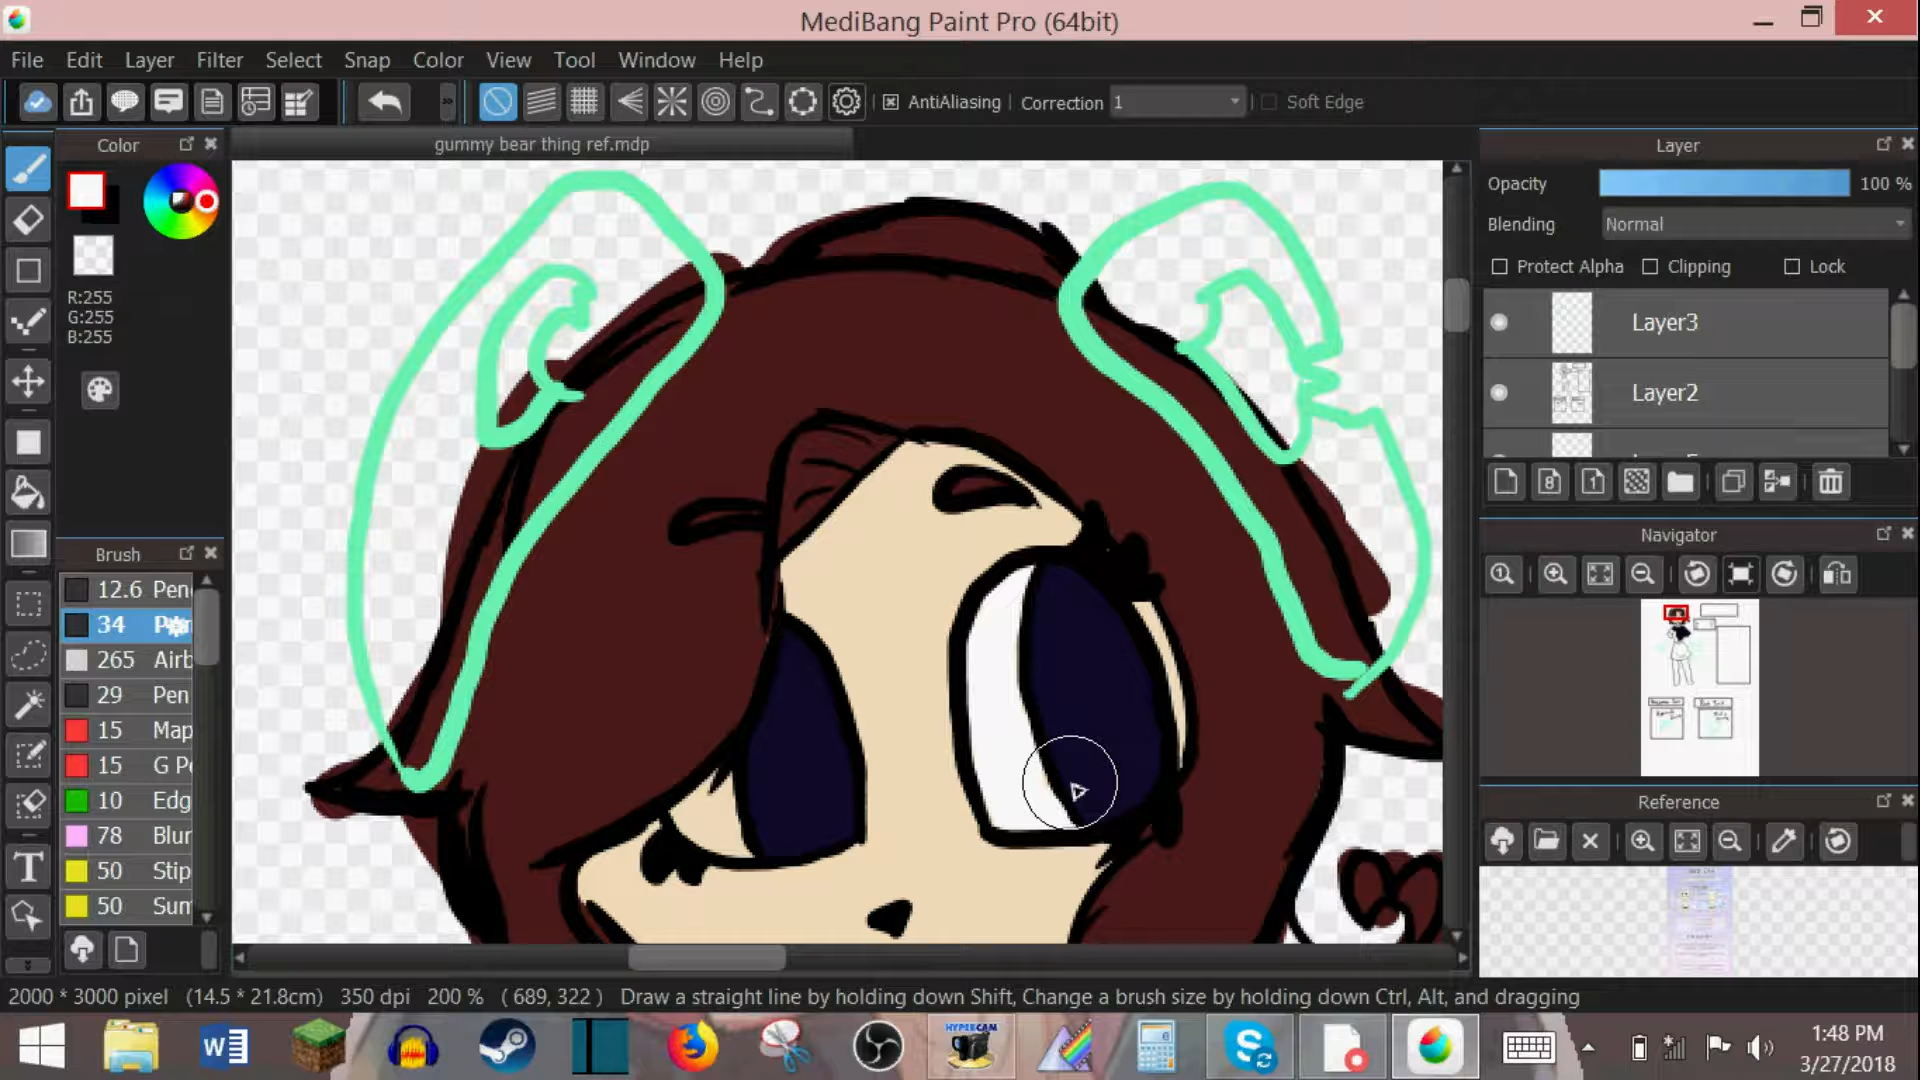 MediBang Paint Pro (64bit)
File Edit Layer Filter Select Snap Color View Tool Window Help
AntiAliasing Correction 1 Soft Edge
gummy bear thing ref.mdp
Color
R:255
G:255
B:255
Brush
12.6 Pen
34
265 Airb
29 Pen
15 Map
15 G Pe
10 Edg
78 Blur
50 Stip
50 Sum
Layer
Opacity 100 %
Blending Normal
Protect Alpha Clipping Lock
Layer3
Layer2
8 1
Navigator
Reference
2000 * 3000 pixel (14.5 * 21.8cm) 350 dpi 200 % ( 689, 322 ) Draw a straight line by holding down Shift, Change a brush size by holding down Ctrl, Alt, and dragging
HYPERCAM
1:48 PM
3/27/2018